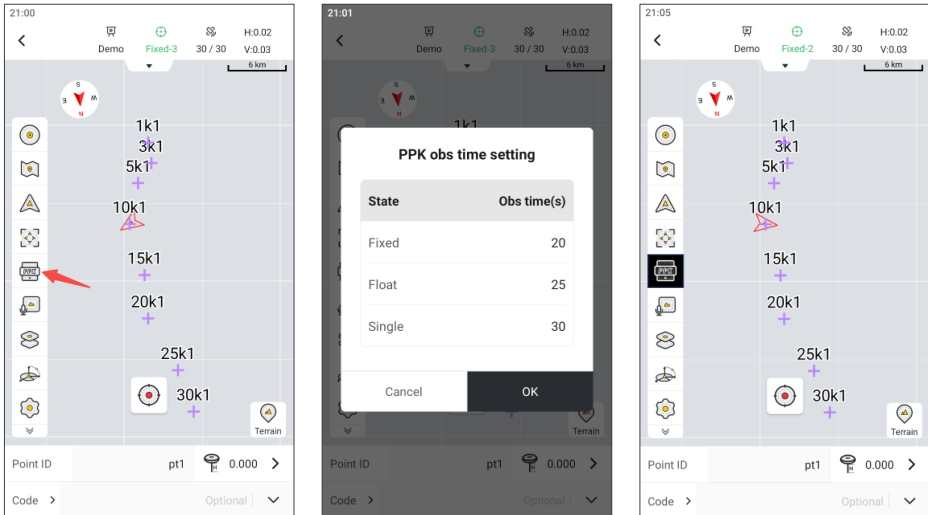 21:00
Demo Fixed-3 30 / 30 H:0.02 V:0.03
6 km
S
E W
N
1k1
3k1
5k1
10k1
15k1
PPK
20k1
25k1
30k1
Terrain
Point ID pt1 H 0.000
Code Optional
21:01
Demo Fixed-3 30 / 30 H:0.02 V:0.03
6 km
S
E W
N
1k1
PPK obs time setting
State Obs time(s)
Fixed 20
Float 25
Single 30
Cancel OK
Terrain
Point ID pt1 H 0.000
Code Optional
21:05
Demo Fixed-2 30 / 30 H:0.02 V:0.03
6 km
S
E W
N
1k1
3k1
5k1
10k1
15k1
PPK
20k1
25k1
30k1
Terrain
Point ID pt1 H 0.000
Code Optional